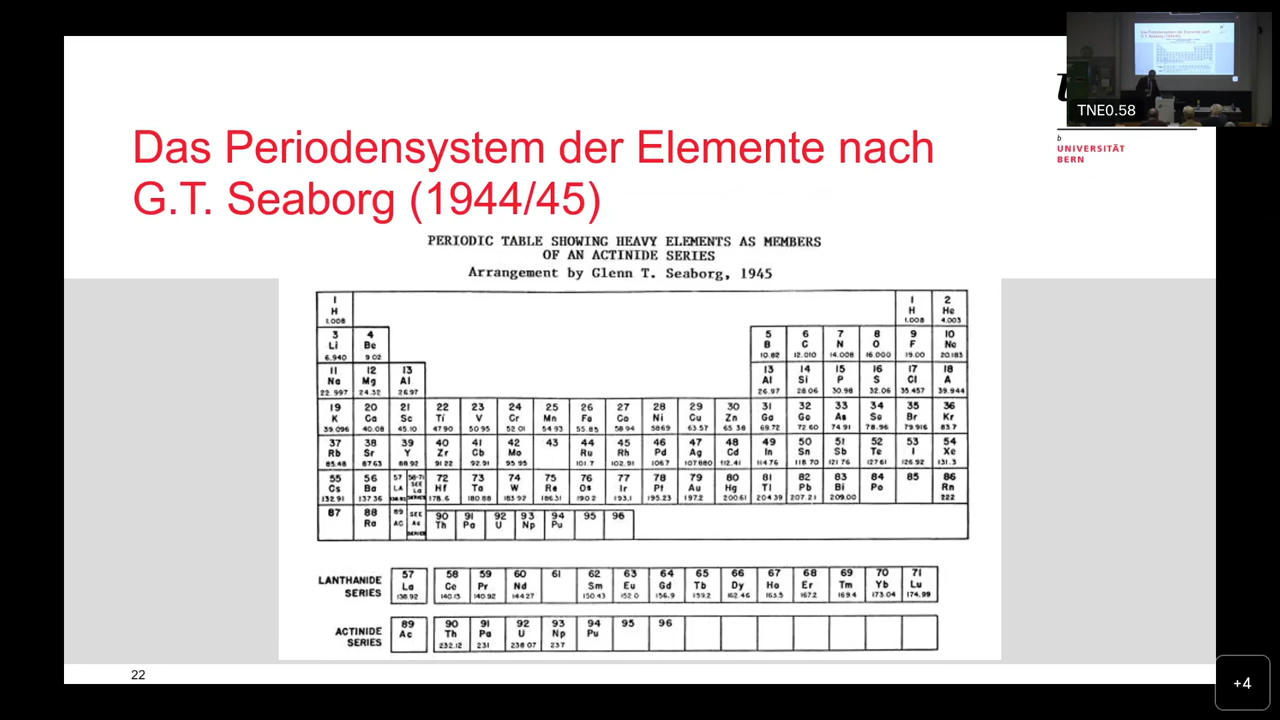 TNE0.58
b
UNIVERSITÄT
BERN
Das Periodensystem der Elemente nach
G.T. Seaborg (1944/45)
PERIODIC TABLE SHOWING HEAVY ELEMENTS AS MEMBERS
OF AN ACTINIDE SERIES
Arrangement by Glenn T. Seaborg, 1945
1 1 2
H H He
1.008 1.008 4.003
3 4 5 6 7 8 9 10
Li Be B C N O F Ne
6.940 9.02 10.82 12.010 14.008 16.000 19.00 20.183
11 12 13 13 14 15 16 17 18
Na Mg Al Al Si P S Cl A
22.997 24.32 26.97 26.97 28.06 30.98 32.06 35.457 39.944
19 20 21 22 23 24 25 26 27 28 29 30 31 32 33 34 35 36
K Ca Sc Ti V Cr Mn Fe Co Ni Cu Zn Ga Ge As Se Br Kr
39.096 40.08 45.10 47.90 50.95 52.01 54.93 55.85 58.94 58.69 63.57 65.38 69.72 72.60 74.91 78.96 79.916 83.7
37 38 39 40 41 42 43 44 45 46 47 48 49 50 51 52 53 54
Rb Sr Y Zr Cb Mo Ru Rh Pd Ag Cd In Sn Sb Te I Xe
85.48 87.63 88.92 91.22 92.91 95.95 101.7 102.91 106.7 107.880 112.41 114.76 118.70 121.76 127.61 126.92 131.3
55 56 57 58-71 72 73 74 75 76 77 78 79 80 81 82 83 84 85 86
Cs Ba LA SEE La SERIES Hf Ta W Re Os Ir Pt Au Hg Tl Pb Bi Po Rn
132.91 137.36 138.92 178.6 180.88 183.92 186.31 190.2 193.1 195.23 197.2 200.61 204.39 207.21 209.00 222
87 88 89 SEE 90 91 92 93 94 95 96
Ra AC Ac SERIES Th Pa U Np Pu
LANTHANIDE
SERIES
57 58 59 60 61 62 63 64 65 66 67 68 69 70 71
La Ce Pr Nd Sm Eu Gd Tb Dy Ho Er Tm Yb Lu
138.92 140.13 140.92 144.27 150.43 152.0 156.9 159.2 162.46 163.5 167.2 169.4 173.04 174.99
ACTINIDE
SERIES
89 90 91 92 93 94 95 96
Ac Th Pa U Np Pu
232.12 231 238.07 237
22
+4